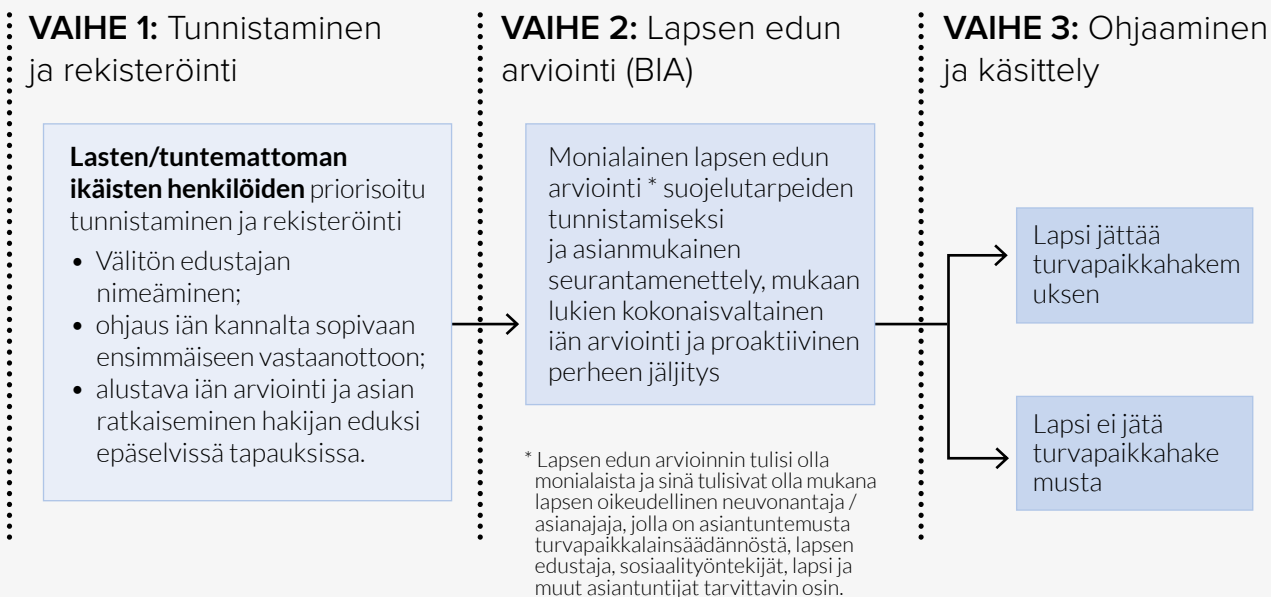 VAIHE 1: Tunnistaminen
ja rekisteröinti
Lasten/tuntemattoman
ikäisten henkilöiden priorisoitu
tunnistaminen ja rekisteröinti
• Välitön edustajan
nimeäminen;
• ohjaus iän kannalta sopivaan
ensimmäiseen vastaanottoon;
• alustava iän arviointi ja asian
ratkaiseminen hakijan eduksi
epäselvissä tapauksissa.
VAIHE 2: Lapsen edun
arviointi (BIA)
Monialainen lapsen edun
arviointi * suojelutarpeiden
tunnistamiseksi
ja asianmukainen
seurantamenettely, mukaan
lukien kokonaisvaltainen
iän arviointi ja proaktiivinen
perheen jäljitys
* Lapsen edun arvioinnin tulisi olla
monialaista ja sinä tulisivat olla mukana
lapsen oikeudellinen neuvonantaja /
asianajaja, jolla on asiantuntemusta
turvapaikkalainsäädännöstä, lapsen
edustaja, sosiaalityöntekijät, lapsi ja
muut asiantuntijat tarvittavin osin.
VAIHE 3: Ohjaaminen
ja käsittely
Lapsi jättää
turvapaikkahakem
uksen
Lapsi ei jätä
turvapaikkahake
musta